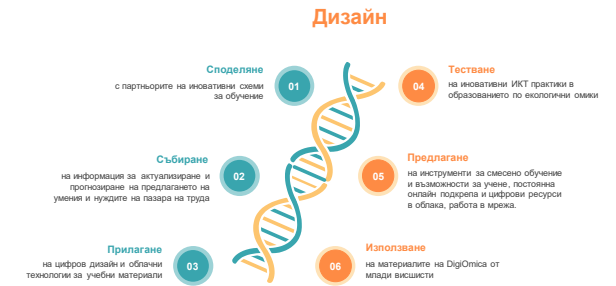 Дизайн
Споделяне
с партньорите на иновативни схеми
за обучение
01
Събиране
на информация за актуализиране и
прогнозиране на предлагането на
умения и нуждите на пазара на труда
02
Прилагане
на цифров дизайн и облачни
технологии за учебни материали
03
04
Тестване
на иновативни ИКТ практики в
образованието по екологични омики
05
Предлагане
на инструменти за смесено обучение
и възможности за учене, постоянна
онлайн подкрепа и цифрови ресурси
в облака, работа в мрежа.
06
Използване
на материалите на DigiOmica от
млади висшисти